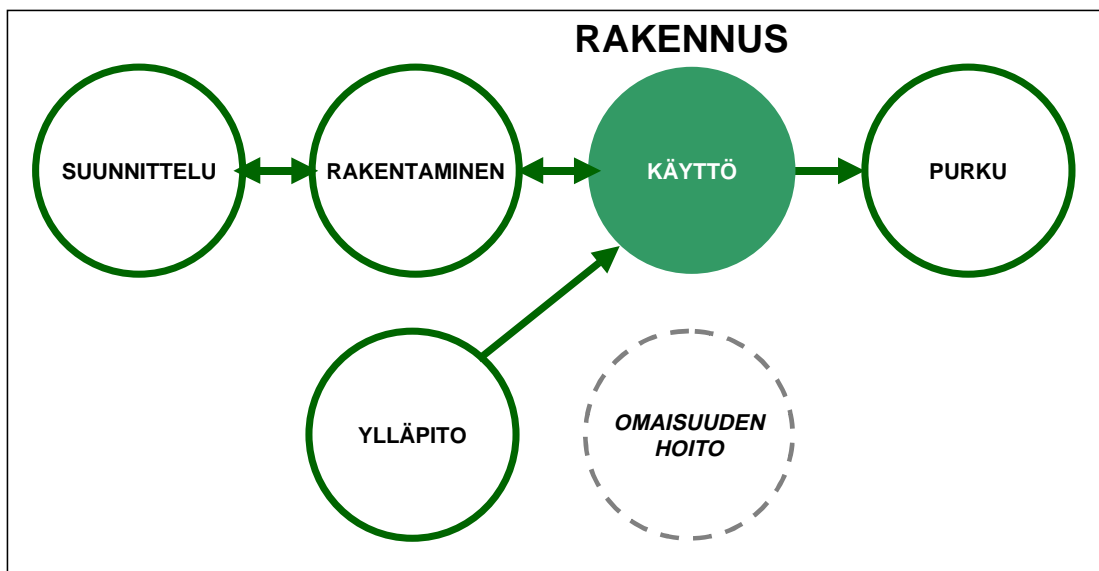 RAKENNUS
SUUNNITTELU
RAKENTAMINEN
KÄYTTÖ
PURKU
YLLÄPITO
OMAISUUDEN
HOITO